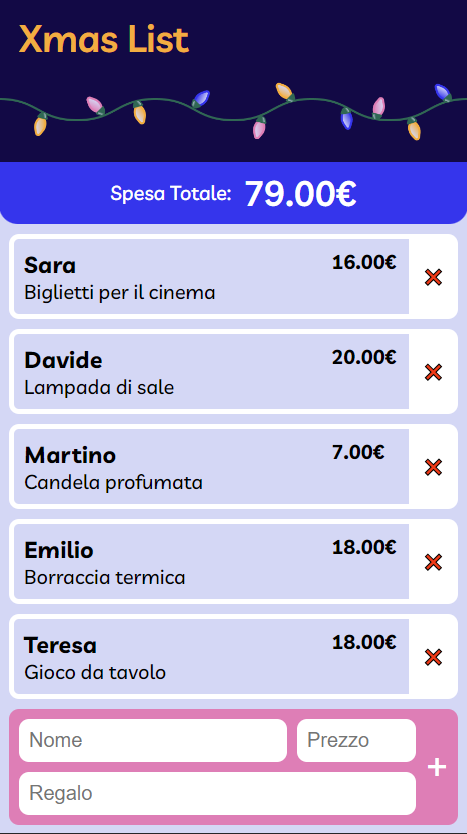 Xmas List
Spesa Totale: 79.00€
Sara 16.00€
Biglietti per il cinema
Davide 20.00€
Lampada di sale
Martino 7.00€
Candela profumata
Emilio 18.00€
Borraccia termica
Teresa 18.00€
Gioco da tavolo
Nome Prezzo
+
Regalo